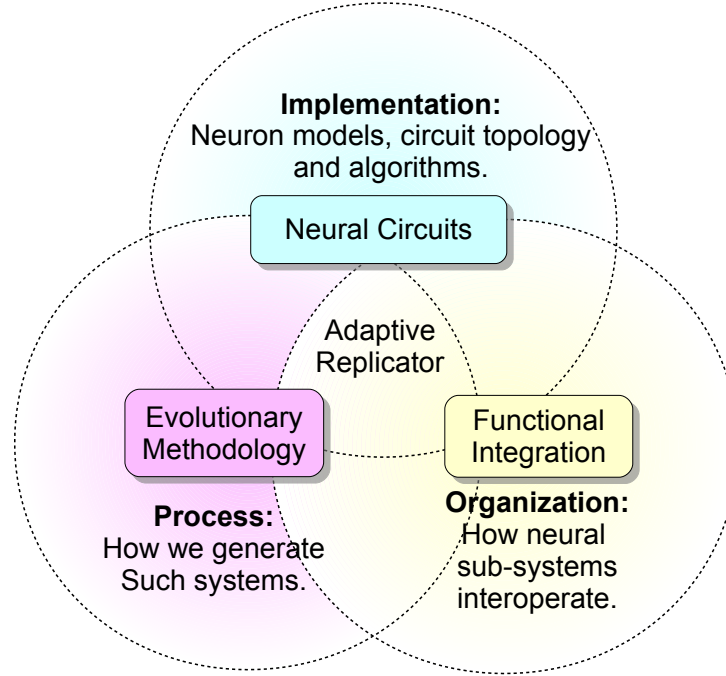 Implementation:
Neuron models, circuit topology
and algorithms.
Neural Circuits
Adaptive
Replicator
Evolutionary
Methodology
Functional
Integration
Process:
How we generate
Such systems.
Organization:
How neural
sub-systems
interoperate.